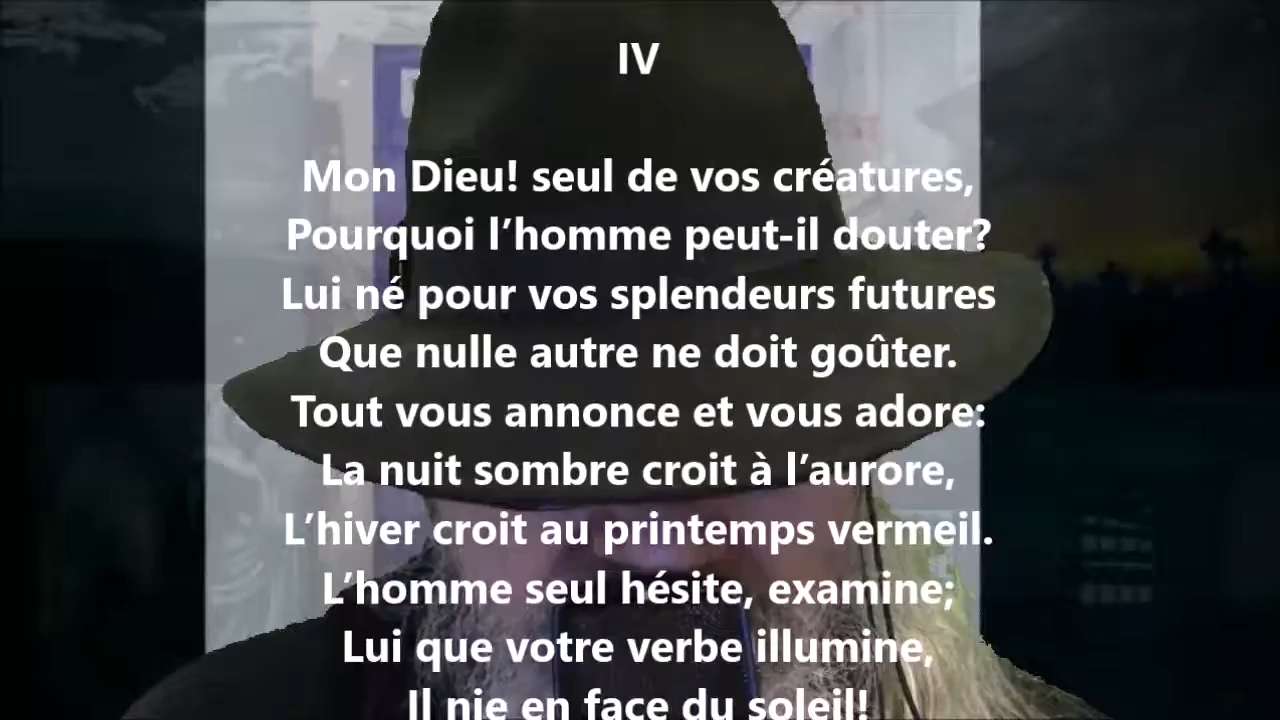 IV
Mon Dieu! seul de vos créatures,
Pourquoi l’homme peut-il douter?
Lui né pour vos splendeurs futures
Que nulle autre ne doit goûter.
Tout vous annonce et vous adore:
La nuit sombre croit à l’aurore,
L’hiver croit au printemps vermeil.
L’homme seul hésite, examine;
Lui que votre verbe illumine,
Il nie en face du soleil!